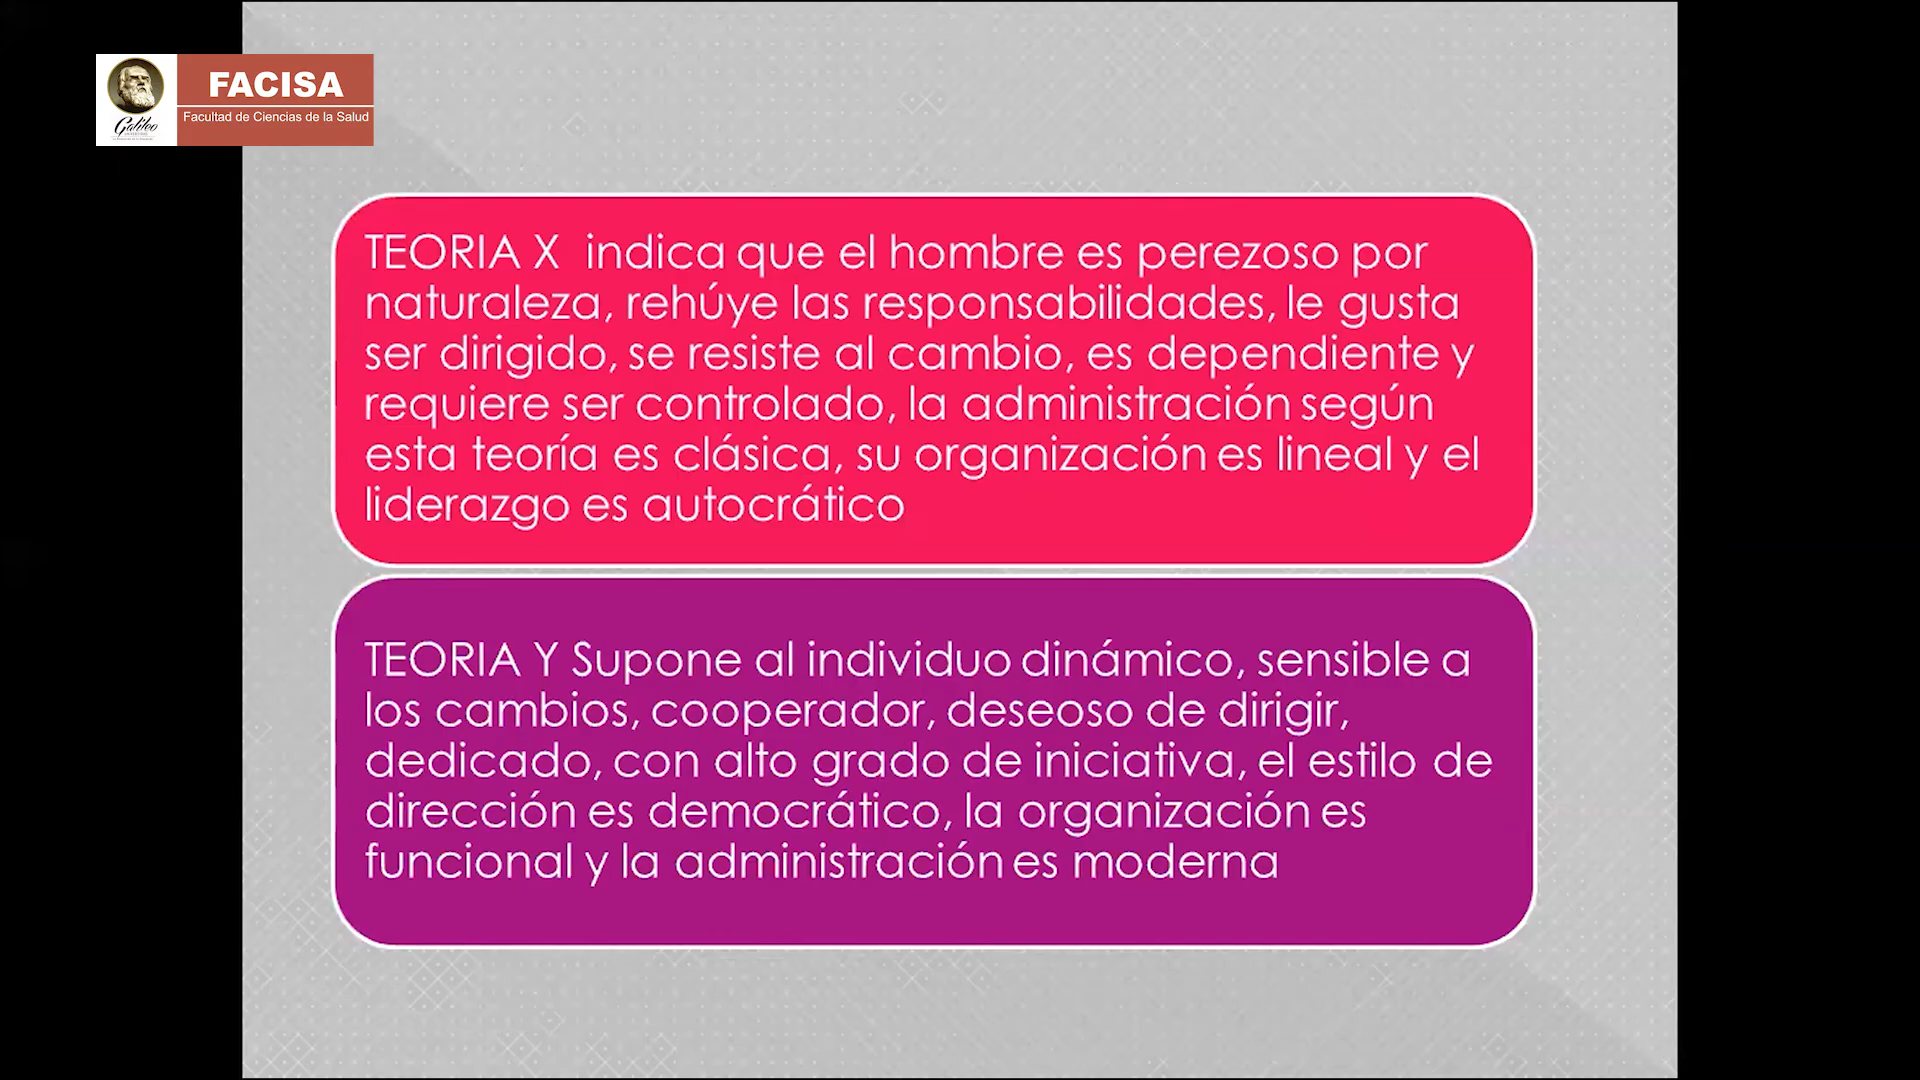 FACISA
Facultad de Ciencias de la Salud
Galileo
TEORIA X indica que el hombre es perezoso por
naturaleza, rehúye las responsabilidades, le gusta
ser dirigido, se resiste al cambio, es dependiente y
requiere ser controlado, la administración según
esta teoría es clásica, su organización es lineal y el
liderazgo es autocrático
TEORIA Y Supone al individuo dinámico, sensible a
los cambios, cooperador, deseoso de dirigir,
dedicado, con alto grado de iniciativa, el estilo de
dirección es democrático, la organización es
funcional y la administración es moderna